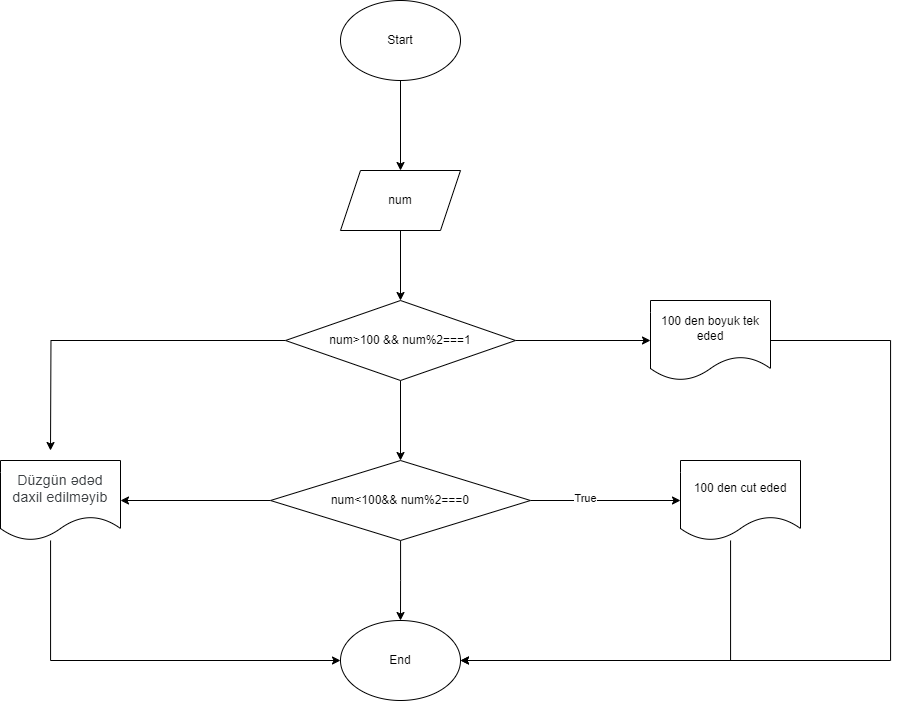 Start
num
num>100 && num%2===1
100 den boyuk tek
eded
Düzgün ədəd
daxil edilməyib
num<100&& num%2===0
True
100 den cut eded
End